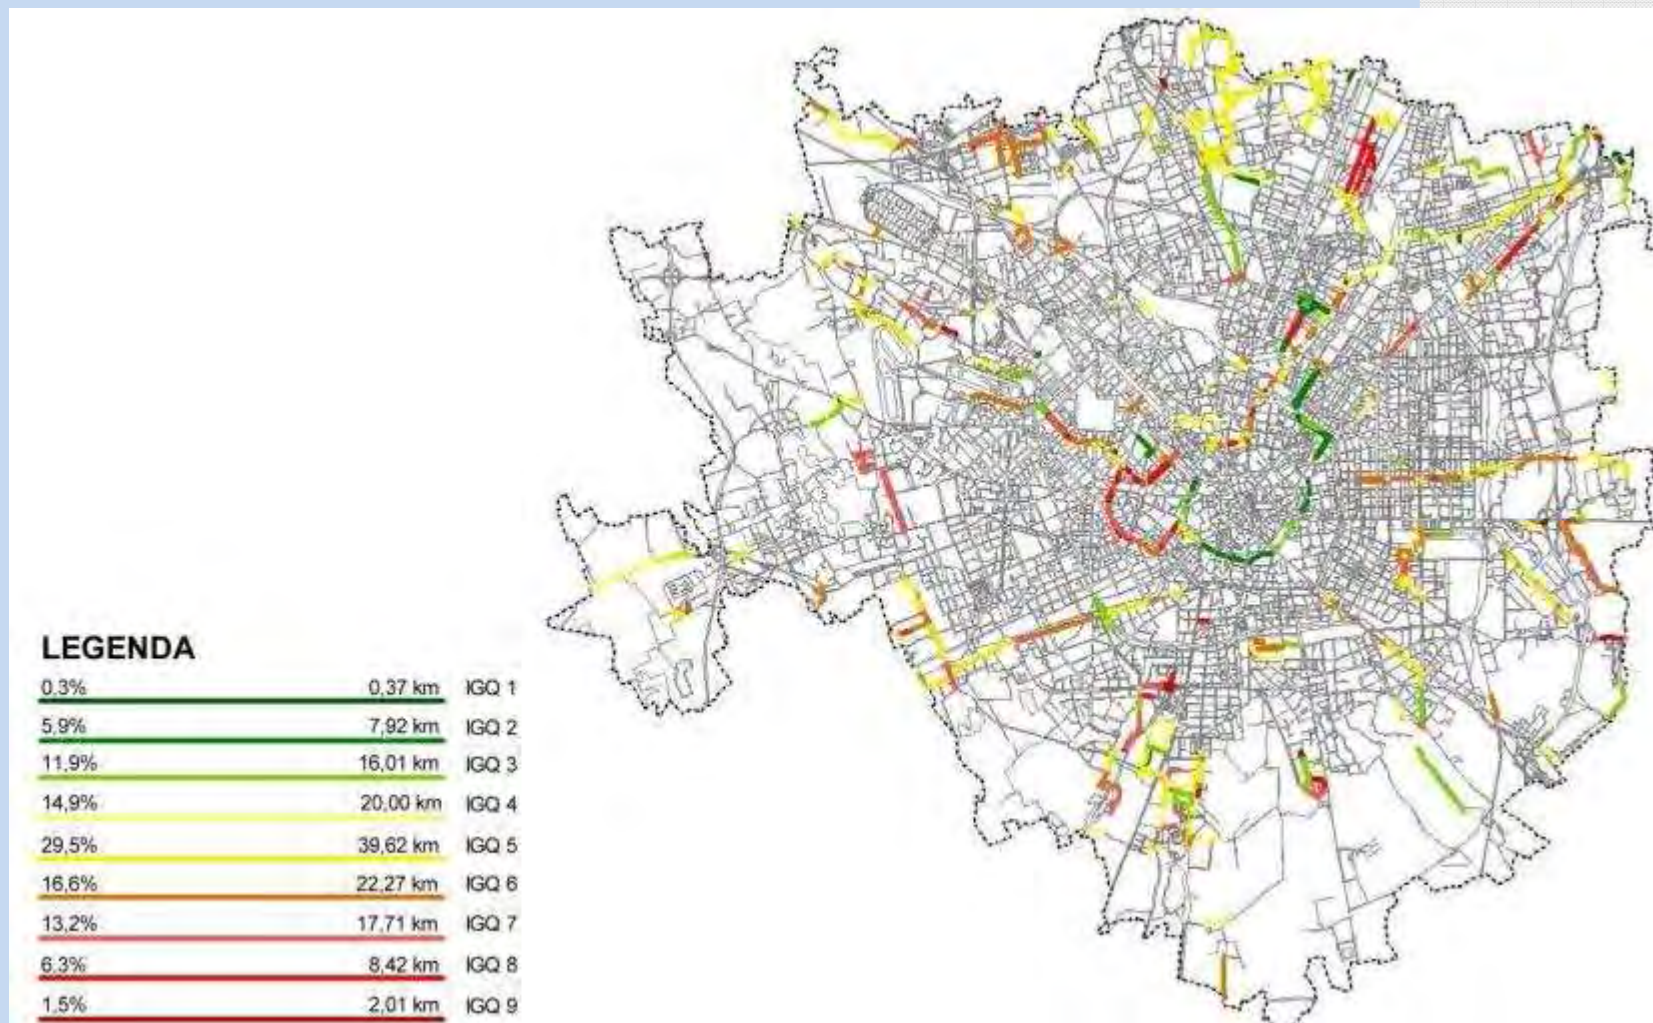 LEGENDA
0,3% 0,37 km IGQ 1
5,9% 7,92 km IGQ 2
11,9% 16,01 km IGQ 3
14,9% 20,00 km IGQ 4
29,5% 39,62 km IGQ 5
16,6% 22,27 km IGQ 6
13,2% 17,71 km IGQ 7
6,3% 8,42 km IGQ 8
1,5% 2,01 km IGQ 9